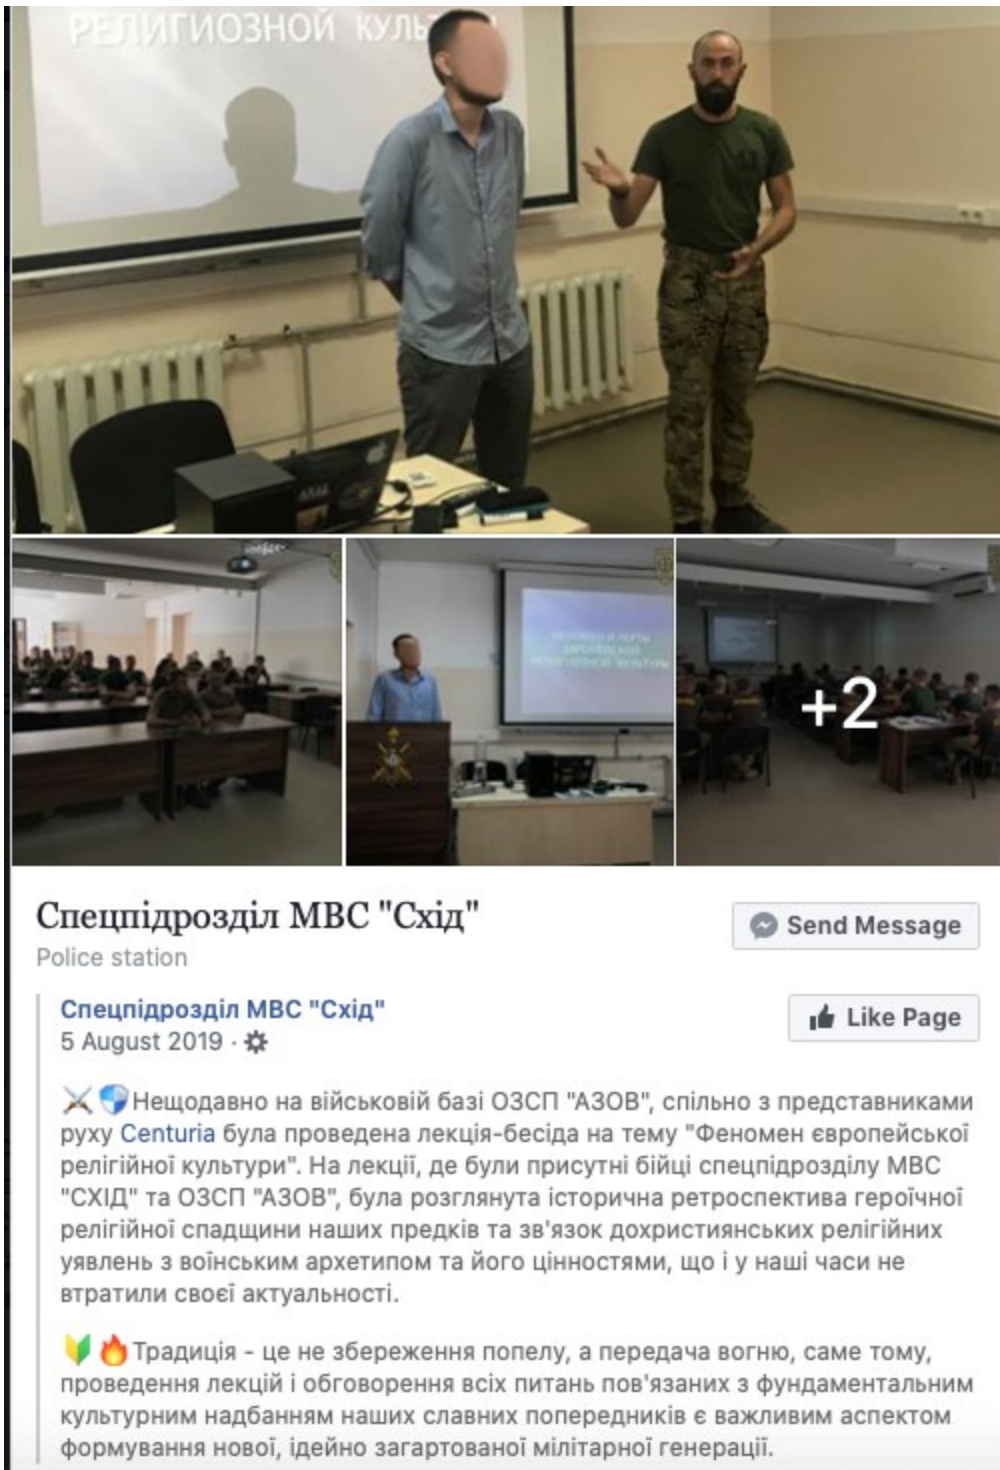 РЕЛИГИОЗНОЙ КУЛЬТ
+2
Спецпідрозділ МВС "Схід"
Police station
Send Message
Спецпідрозділ МВС "Схід"
5 August 2019 ·
Like Page
Нещодавно на військовій базі ОЗСП "АЗОВ", спільно з представниками
руху Centuria була проведена лекція-бесіда на тему "Феномен європейської
релігійної культури". На лекції, де були присутні бійці спецпідрозділу МВС
"СХІД" та ОЗСП "АЗОВ", була розглянута історична ретроспектива героїчної
релігійної спадщини наших предків та зв'язок дохристиянських релігійних
уявлень з воїнським архетипом та його цінностями, що і у наші часи не
втратили своєї актуальності.
Традиція - це не збереження попелу, а передача вогню, саме тому,
проведення лекцій і обговорення всіх питань пов'язаних з фундаментальним
культурним надбанням наших славних попередників є важливим аспектом
формування нової, ідейно загартованої мілітарної генерації.